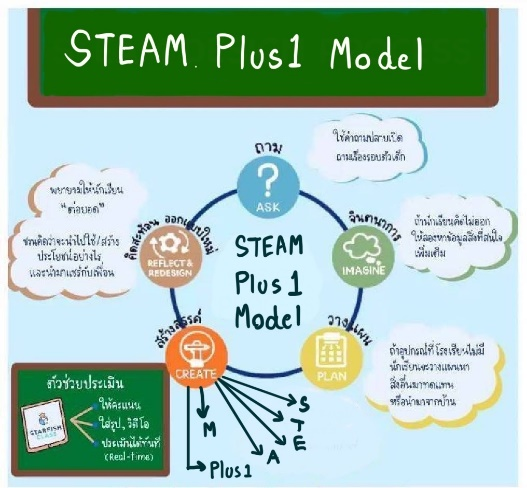 STEAM Plus1 Model
ถาม
?
ASK
ใช้คำถามปลายเปิด
ถามเรื่องรอบตัวเด็ก
จินตนาการ
IMAGINE
ถ้านักเรียนคิดไม่ออก
ให้ลองหาข้อมูลสิ่งที่สนใจ
เพิ่มเติม
วางแผน
PLAN
ถ้าอุปกรณ์ที่โรงเรียนไม่มี
นักเรียนจะวางแผนหา
สิ่งอื่นมาทดแทน
หรือนำมาจากบ้าน
สร้างสรรค์
CREATE
S
T
E
A
M
Plus1
คิดสะท้อน ออกแบบใหม่
REFLECT &
REDESIGN
พยายามให้นักเรียน
"ต่อยอด"
ชวนคิดว่าจะนำไปใช้/สร้าง
ประโยชน์อย่างไร
และนำมาแชร์กับเพื่อน
STEAM
Plus1
Model
ตัวช่วยประเมิน
STARFISH
CLASS
ให้คะแนน
ใส่รูป, วิดีโอ
ประเมินได้ทันที
(Real-time)